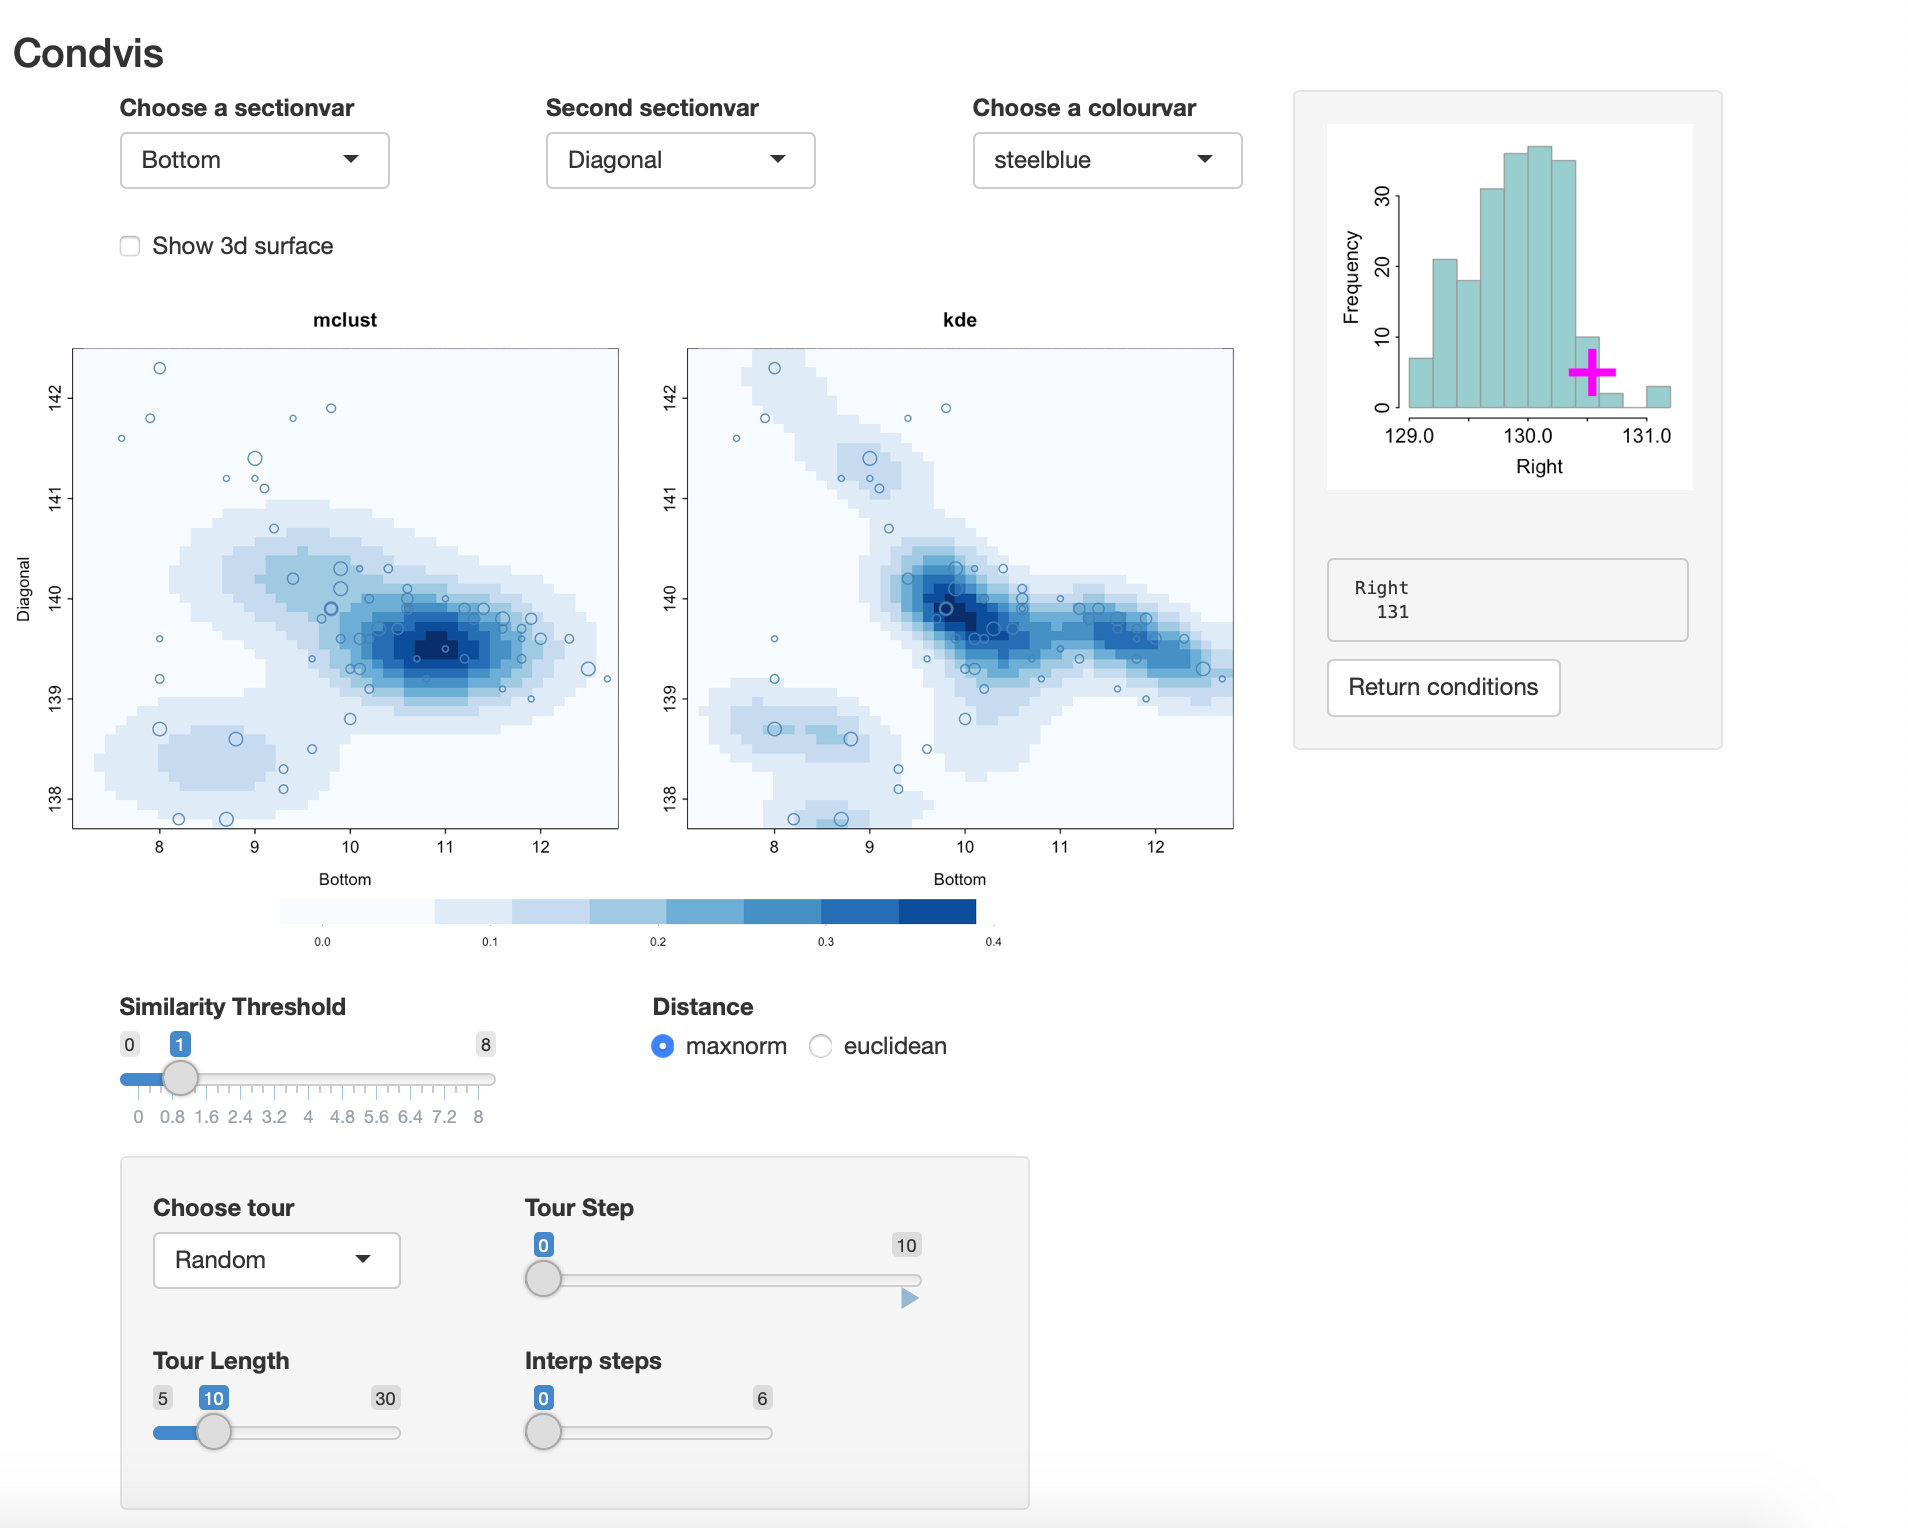 Condvis
Choose a sectionvar
Second sectionvar
Choose a colourvar
Bottom
Diagonal
steelblue
Show 3d surface
mclust
Diagonal
142
141
140
139
138
8 9 10 11 12
Bottom
kde
142
141
140
139
138
8 9 10 11 12
Bottom
0.0 0.1 0.2 0.3 0.4
Frequency
30
20
10
0
129.0 130.0 131.0
Right
Right
131
Return conditions
Similarity Threshold
0 1 8
0 0.8 1.6 2.4 3.2 4 4.8 5.6 6.4 7.2 8
Distance
maxnorm euclidean
Choose tour
Random
Tour Step
0 10
Tour Length
5 10 30
Interp steps
0 6